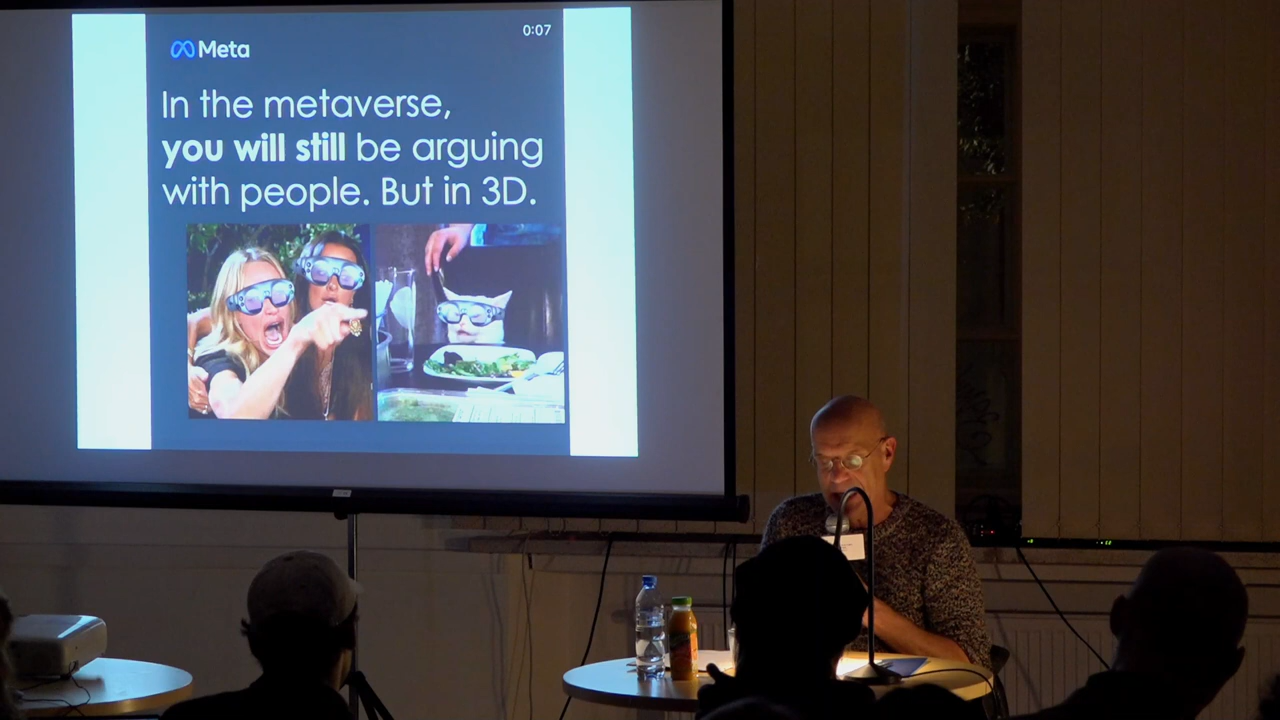 0:07
Meta
In the metaverse,
you will still be arguing
with people. But in 3D.